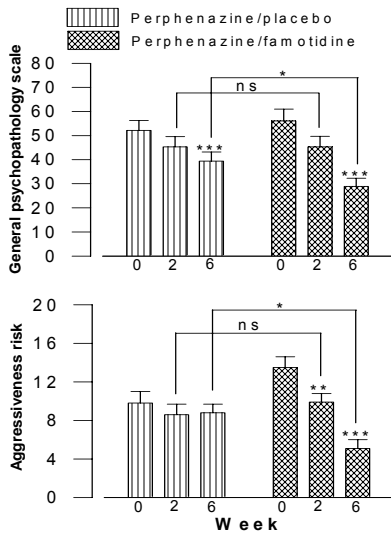 Perphenazine/placebo
Perphenazine/famotidine
General psychopathology scale
80
70
60
50
40
30
20
10
0
*
ns
***
***
0 2 6 0 2 6
Aggressiveness risk
20
16
12
8
4
0
*
ns
**
***
0 2 6 0 2 6
Week